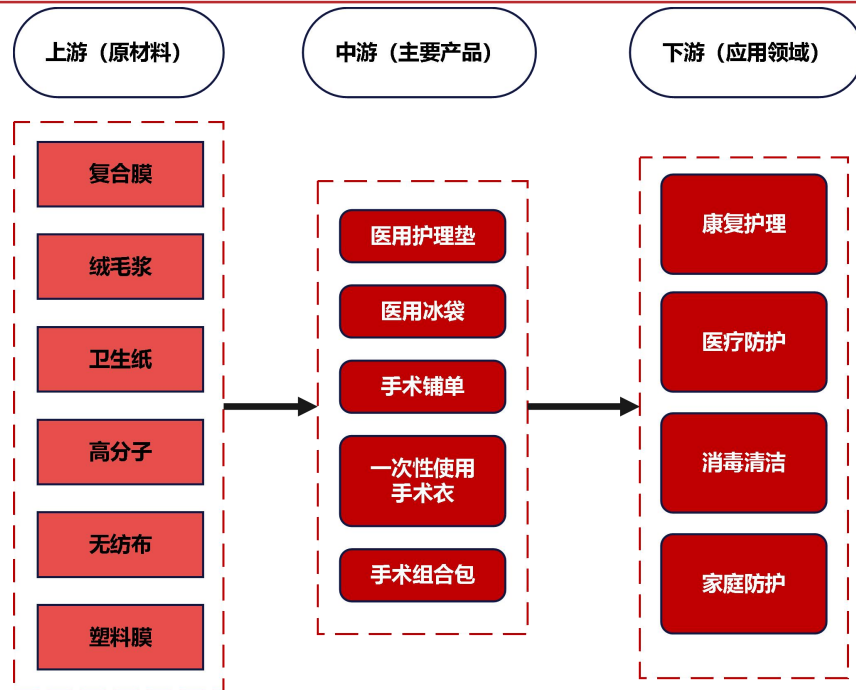 上游（原材料）
中游（主要产品）
下游（应用领域）
复合膜
绒毛浆
卫生纸
高分子
无纺布
塑料膜
医用护理垫
医用冰袋
手术铺单
一次性使用
手术衣
手术组合包
康复护理
医疗防护
消毒清洁
家庭防护